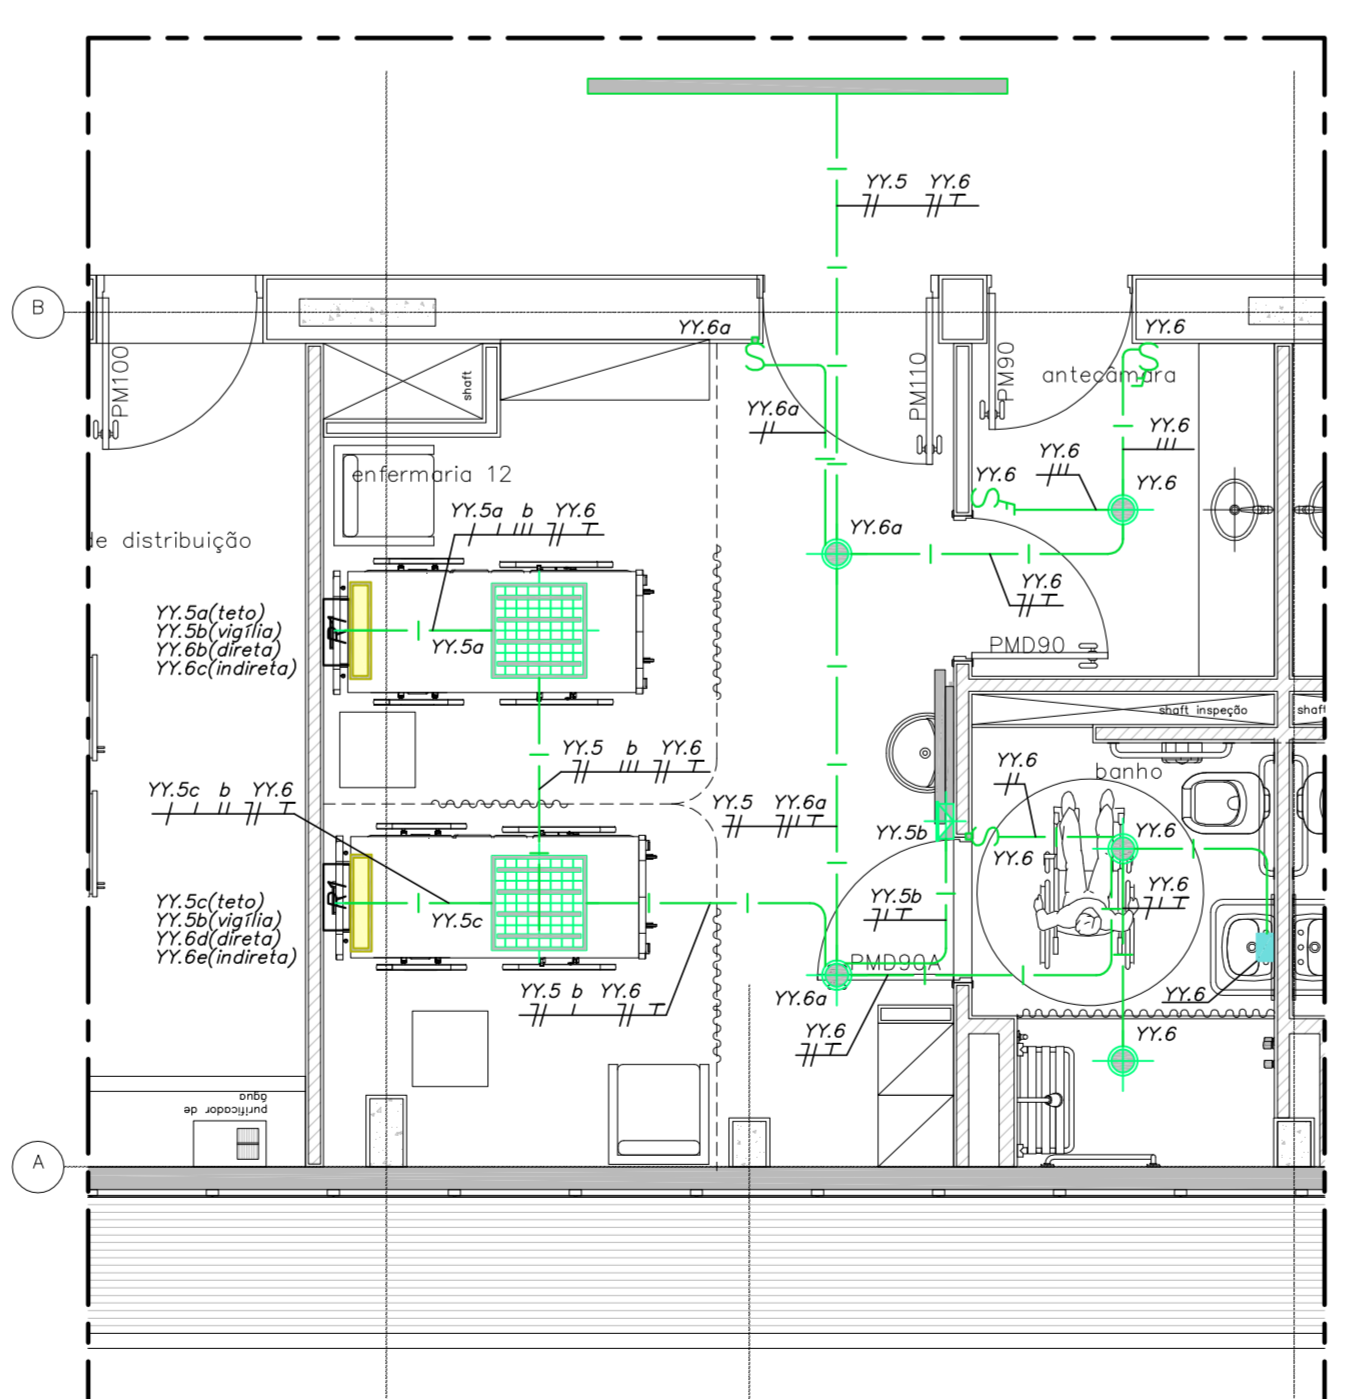 YY.5 YY.6
B
YY.6a
YY.6
PM100
shaft
PM110
PM90
antecâmara
YY.6a
YY.6
YY.6
enfermaria 12
YY.6
YY.6
YY.5a b YY.6
YY.6a
de distribuição
YY.6
YY.5a(teto)
YY.5b(vigília)
YY.6b(direta)
YY.6c(indireta)
YY.5a
PMD90
shaft inspeção
shaft
YY.5 b YY.6
YY.6
banho
YY.5c b YY.6
YY.5 YY.6a
YY.5b
YY.6
YY.6
YY.5c(teto)
YY.5b(vigília)
YY.6d(direta)
YY.6e(indireta)
YY.5c
YY.5b
YY.6
PMD90A
YY.5 b YY.6
YY.6a
YY.6
YY.6
YY.6
purificador de
água
A